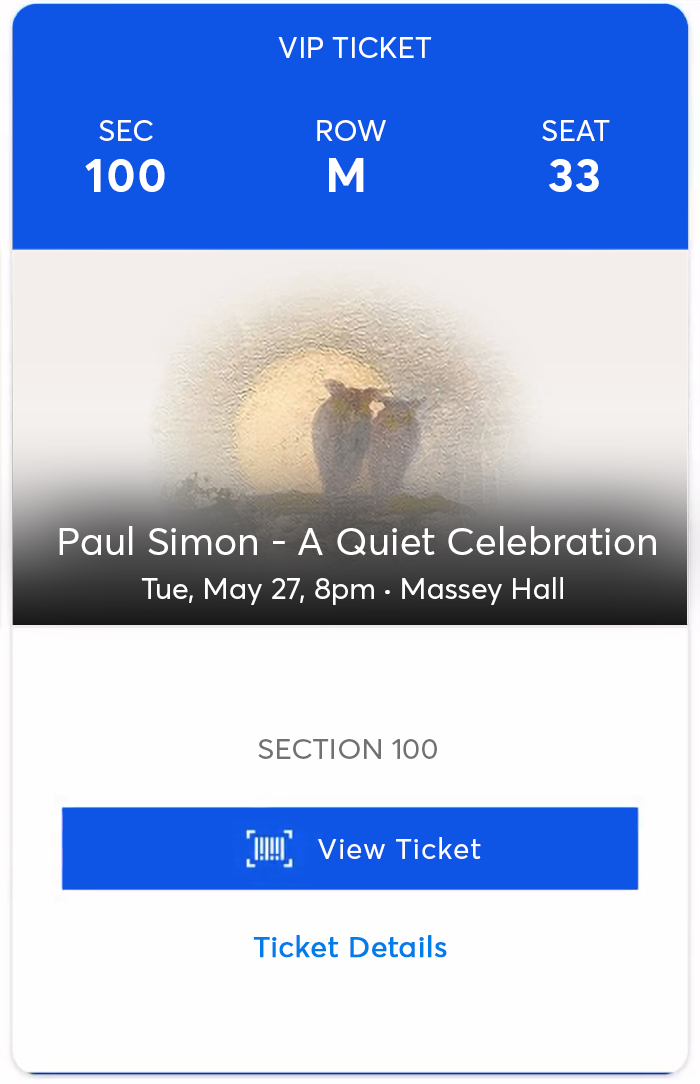 VIP TICKET
SEC ROW SEAT
100 M 33
Paul Simon - A Quiet Celebration
Tue, May 27, 8pm • Massey Hall
SECTION 100
View Ticket
Ticket Details